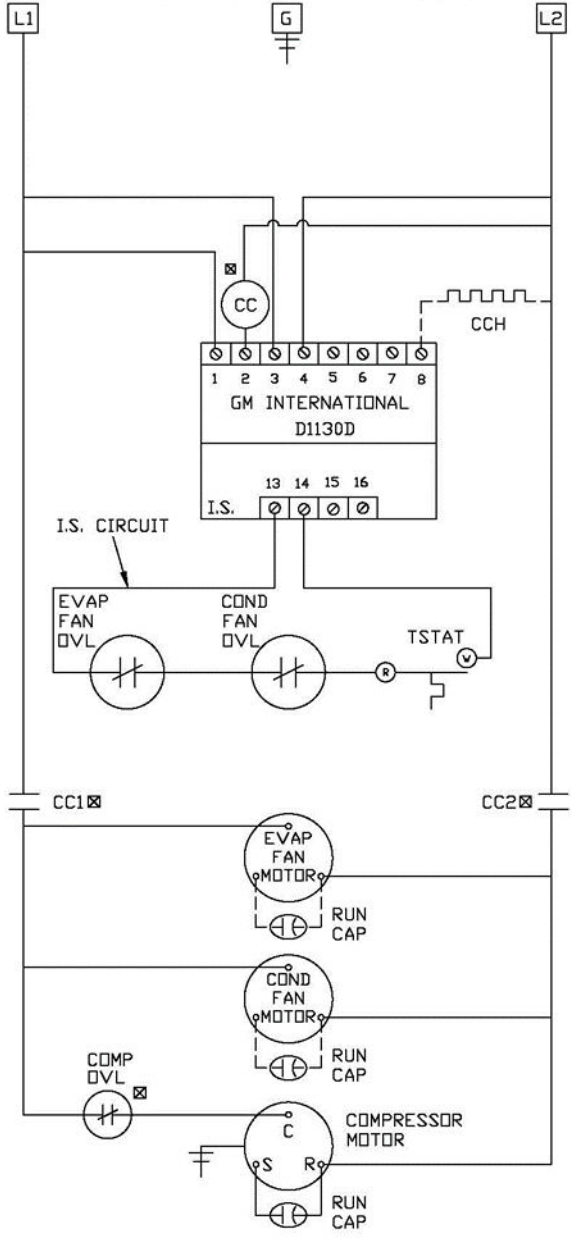 L1
G
L2
CC
CCH
1 2 3 4 5 6 7 8
GM INTERNATIONAL
D1130D
13 14 15 16
I.S.
I.S. CIRCUIT
EVAP
FAN
OVL
COND
FAN
OVL
TSTAT
R
W
CC1
CC2
EVAP
FAN
MOTOR
RUN
CAP
COND
FAN
MOTOR
RUN
CAP
COMP
OVL
C
S
R
COMPRESSOR
MOTOR
RUN
CAP